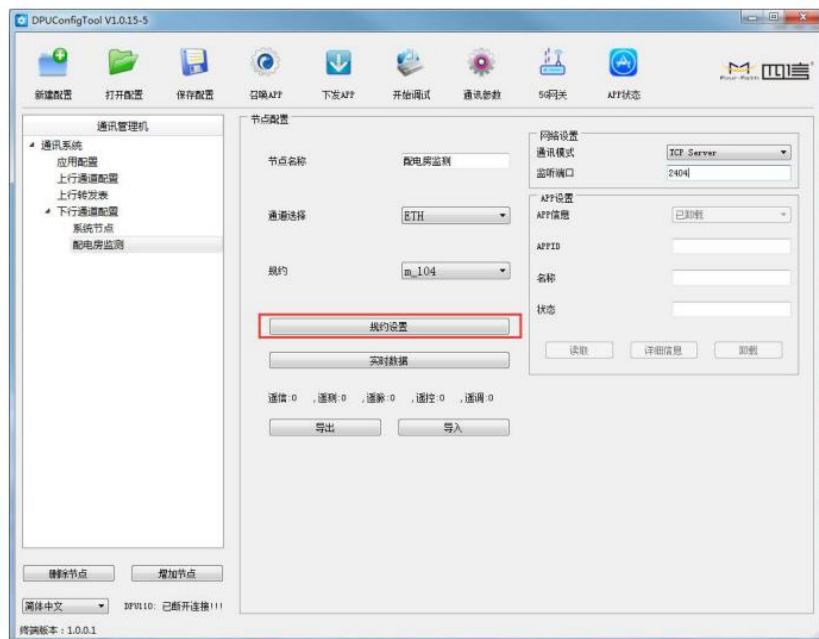 DPUConfigTool V1.0.15-5
新建配置 打开配置 保存配置 召唤APP 下发APP 开始调试 通讯参数 5G网关 APP状态
Four-Faith 四信
通讯管理机
通讯系统
应用配置
上行通道配置
上行转发表
下行通道配置
系统节点
配电房监测
删除节点 增加节点
简体中文 DPU110: 已断开连接!!!
终端版本：1.0.0.1
节点配置
节点名称 配电房监测
通道选择 ETH
规约 m_104
规约设置
实时数据
遥信:0 ,遥测:0 ,遥脉:0 ,遥控:0 ,遥调:0
导出 导入
网络设置
通讯模式 TCP Server
监听端口 2404
APP设置
APP信息 已卸载
APPID
名称
状态
读取 详细信息 卸载